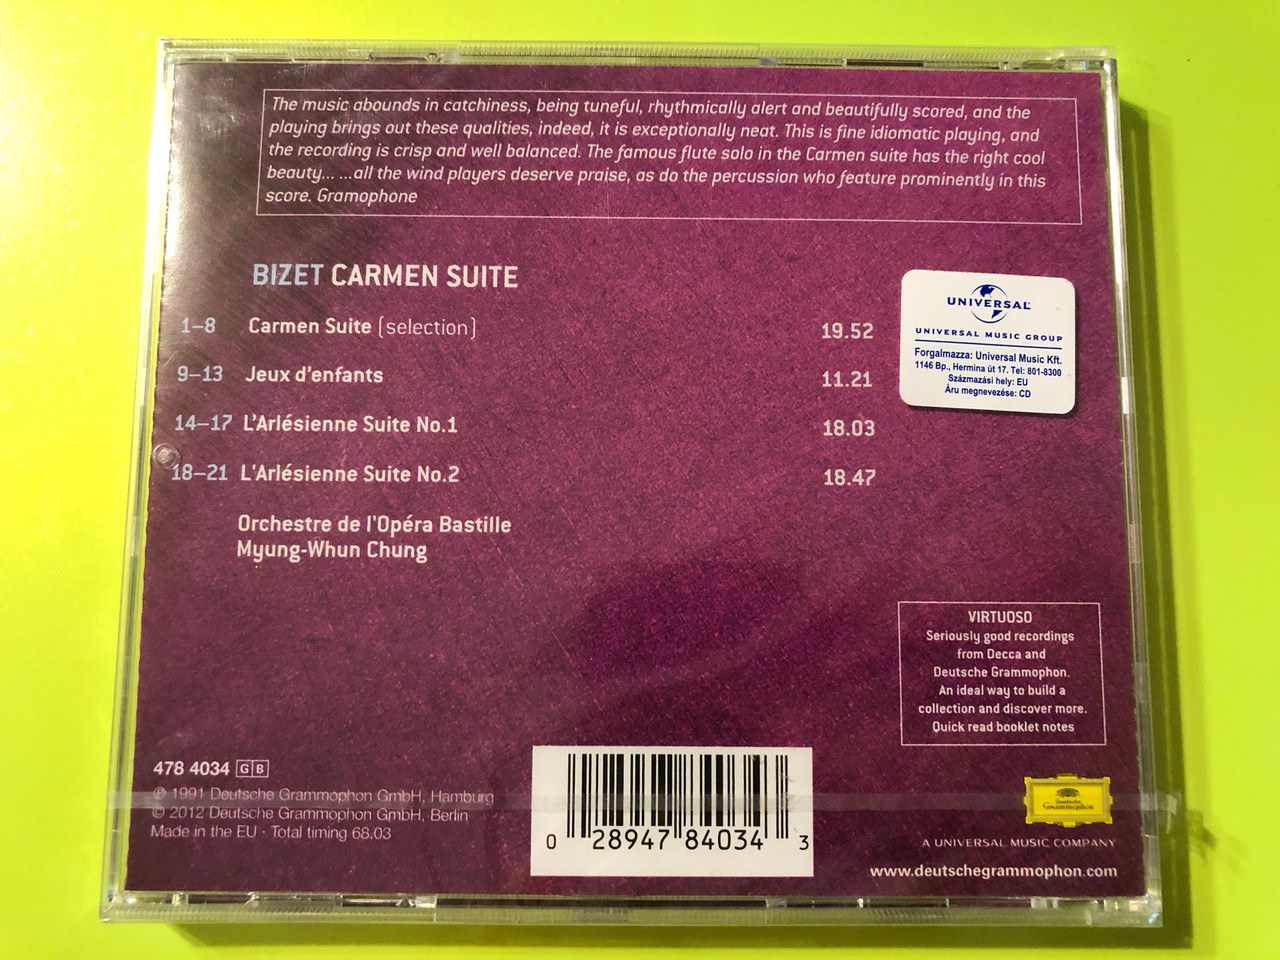 The music abounds in catchiness, being tuneful, rhythmically alert and beautifully scored, and the
playing brings out these qualities, indeed, it is exceptionally neat. This is fine idiomatic playing, and
the recording is crisp and well balanced. The famous flute solo in the Carmen suite has the right cool
beauty... ...all the wind players deserve praise, as do the percussion who feature prominently in this
score. Gramophone
BIZET CARMEN SUITE
1–8 Carmen Suite (selection) 19.52
9–13 Jeux d'enfants 11.21
14–17 L'Arlésienne Suite No.1 18.03
18–21 L'Arlésienne Suite No.2 18.47
Orchestre de l'Opéra Bastille
Myung-Whun Chung
UNIVERSAL
UNIVERSAL MUSIC GROUP
Forgalmazza: Universal Music Kft.
1146 Bp., Hermina út 17. Tel: 801-8300
Származási hely: EU
Áru megnevezése: CD
VIRTUOSO
Seriously good recordings
from Decca and
Deutsche Grammophon.
An ideal way to build a
collection and discover more.
Quick read booklet notes
478 4034 G B
℗ 1991 Deutsche Grammophon GmbH, Hamburg
© 2012 Deutsche Grammophon GmbH, Berlin
Made in the EU · Total timing 68.03
0 28947 84034 3
Deutsche
Grammophon
A UNIVERSAL MUSIC COMPANY
www.deutschegrammophon.com